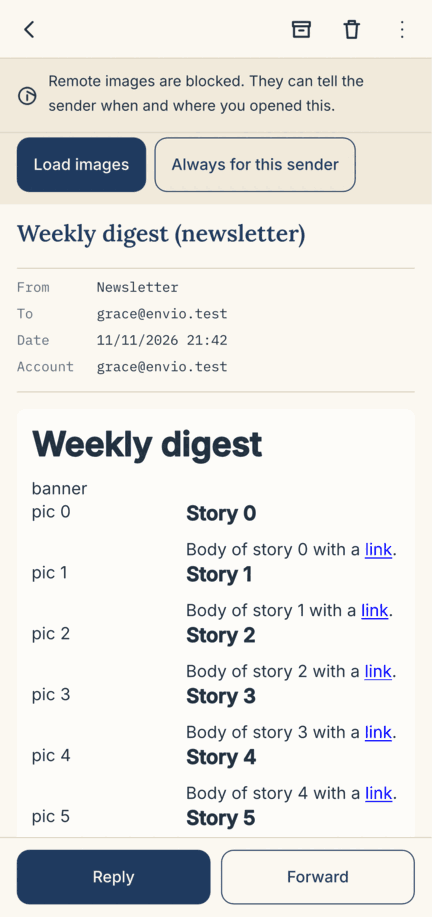 Remote images are blocked. They can tell the
sender when and where you opened this.
Load images
Always for this sender
Weekly digest (newsletter)
From Newsletter
To grace@envio.test
Date 11/11/2026 21:42
Account grace@envio.test
Weekly digest
banner
pic 0 Story 0
Body of story 0 with a link.
pic 1 Story 1
Body of story 1 with a link.
pic 2 Story 2
Body of story 2 with a link.
pic 3 Story 3
Body of story 3 with a link.
pic 4 Story 4
Body of story 4 with a link.
pic 5 Story 5
Reply
Forward